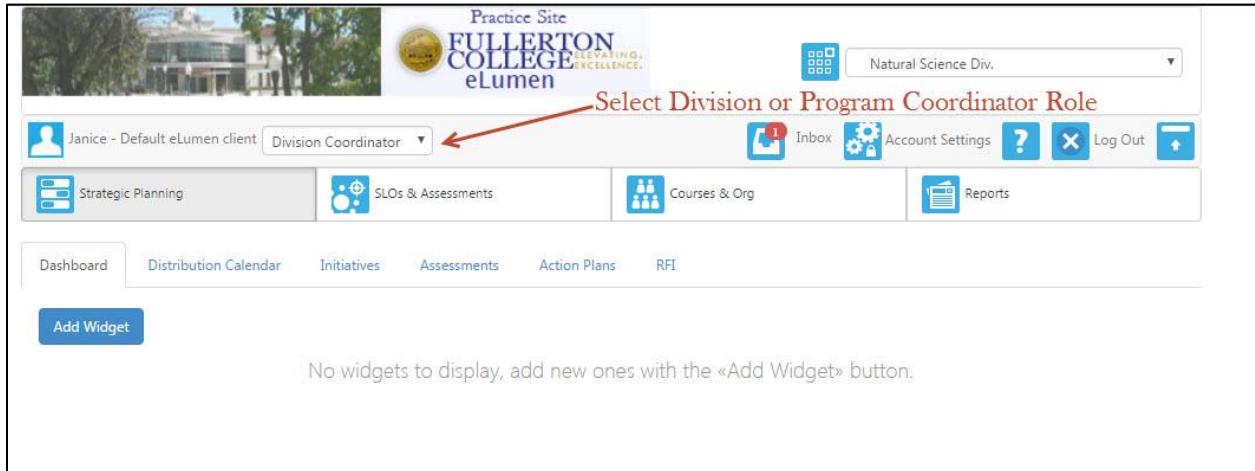 Practice Site
FULLERTON
COLLEGE ELEVATING. EXCELLENCE.
eLumen
Natural Science Div.
Select Division or Program Coordinator Role
Janice - Default eLumen client Division Coordinator 1 Inbox Account Settings ? Log Out
Strategic Planning SLOs & Assessments Courses & Org Reports
Dashboard Distribution Calendar Initiatives Assessments Action Plans RFI
Add Widget
No widgets to display, add new ones with the «Add Widget» button.